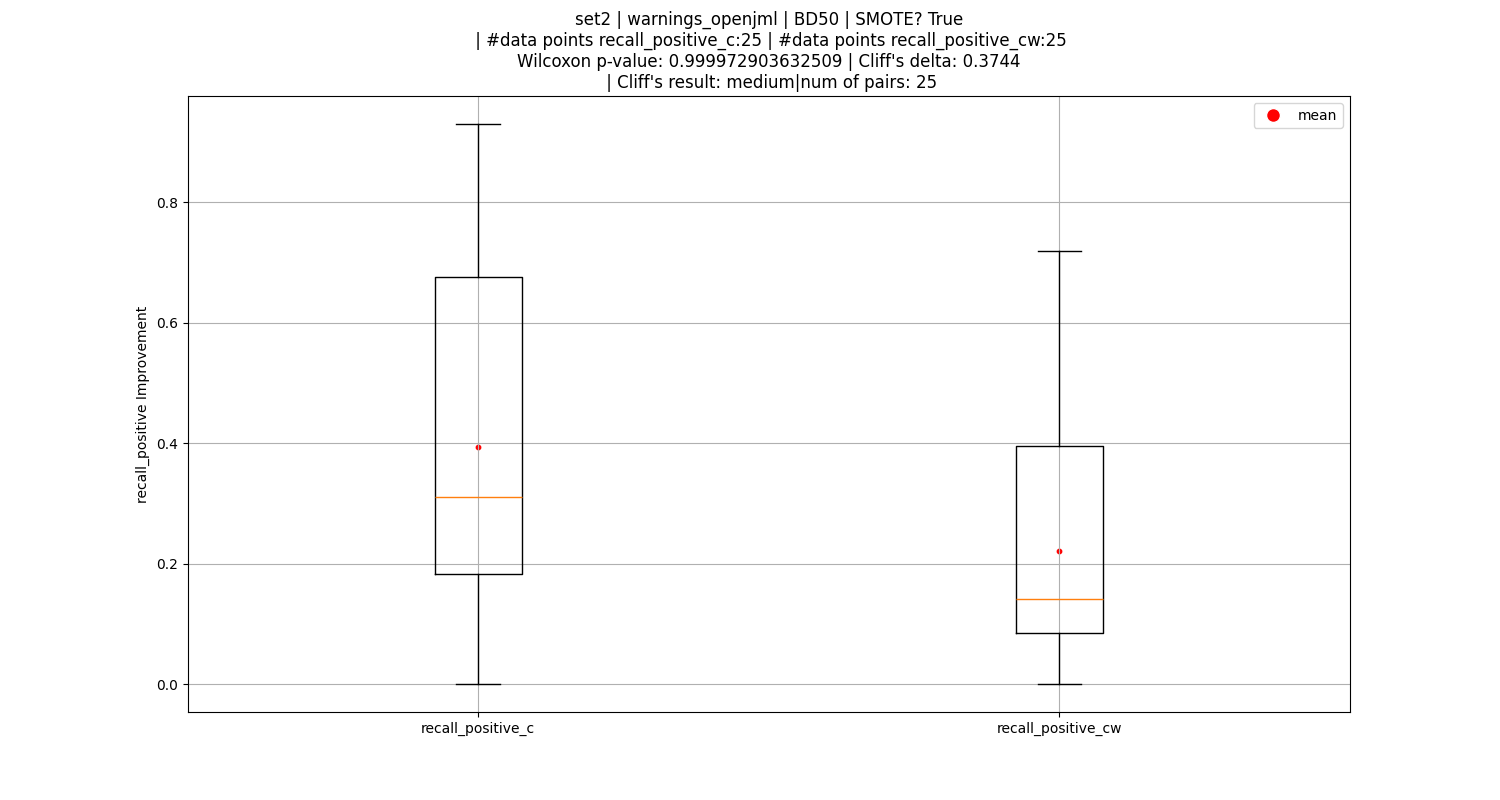 set2 | warnings_openjml | BD50 | SMOTE? True
| #data points recall_positive_c:25 | #data points recall_positive_cw:25
Wilcoxon p-value: 0.999972903632509 | Cliff's delta: 0.3744
| Cliff's result: medium|num of pairs: 25
mean
recall_positive Improvement
0.8
0.6
0.4
0.2
0.0
recall_positive_c
recall_positive_cw